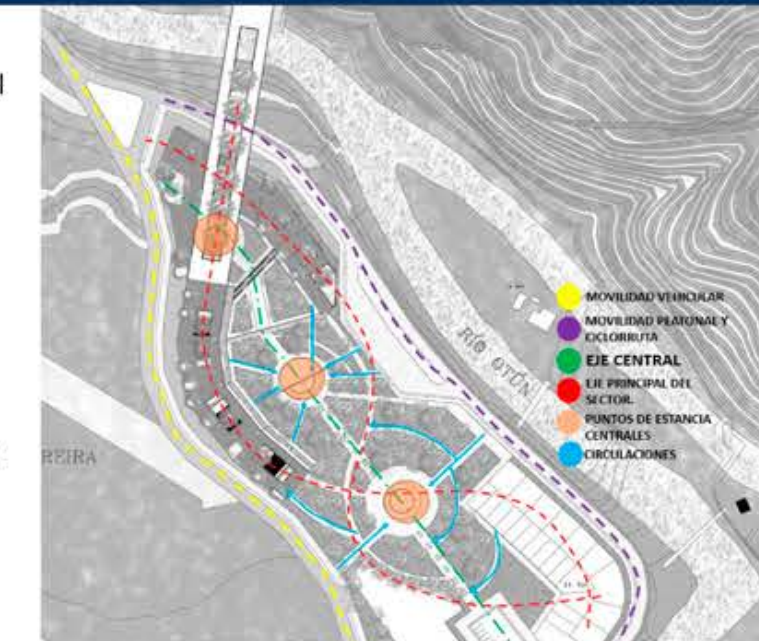 REIRA
RÍO OTÚN
MOVILIDAD VEHICULAR
MOVILIDAD PEATONAL Y
CICLORRUTA
EJE CENTRAL
EJE PRINCIPAL DEL
SECTOR.
PUNTOS DE ESTANCIA
CENTRALES
CIRCULACIONES